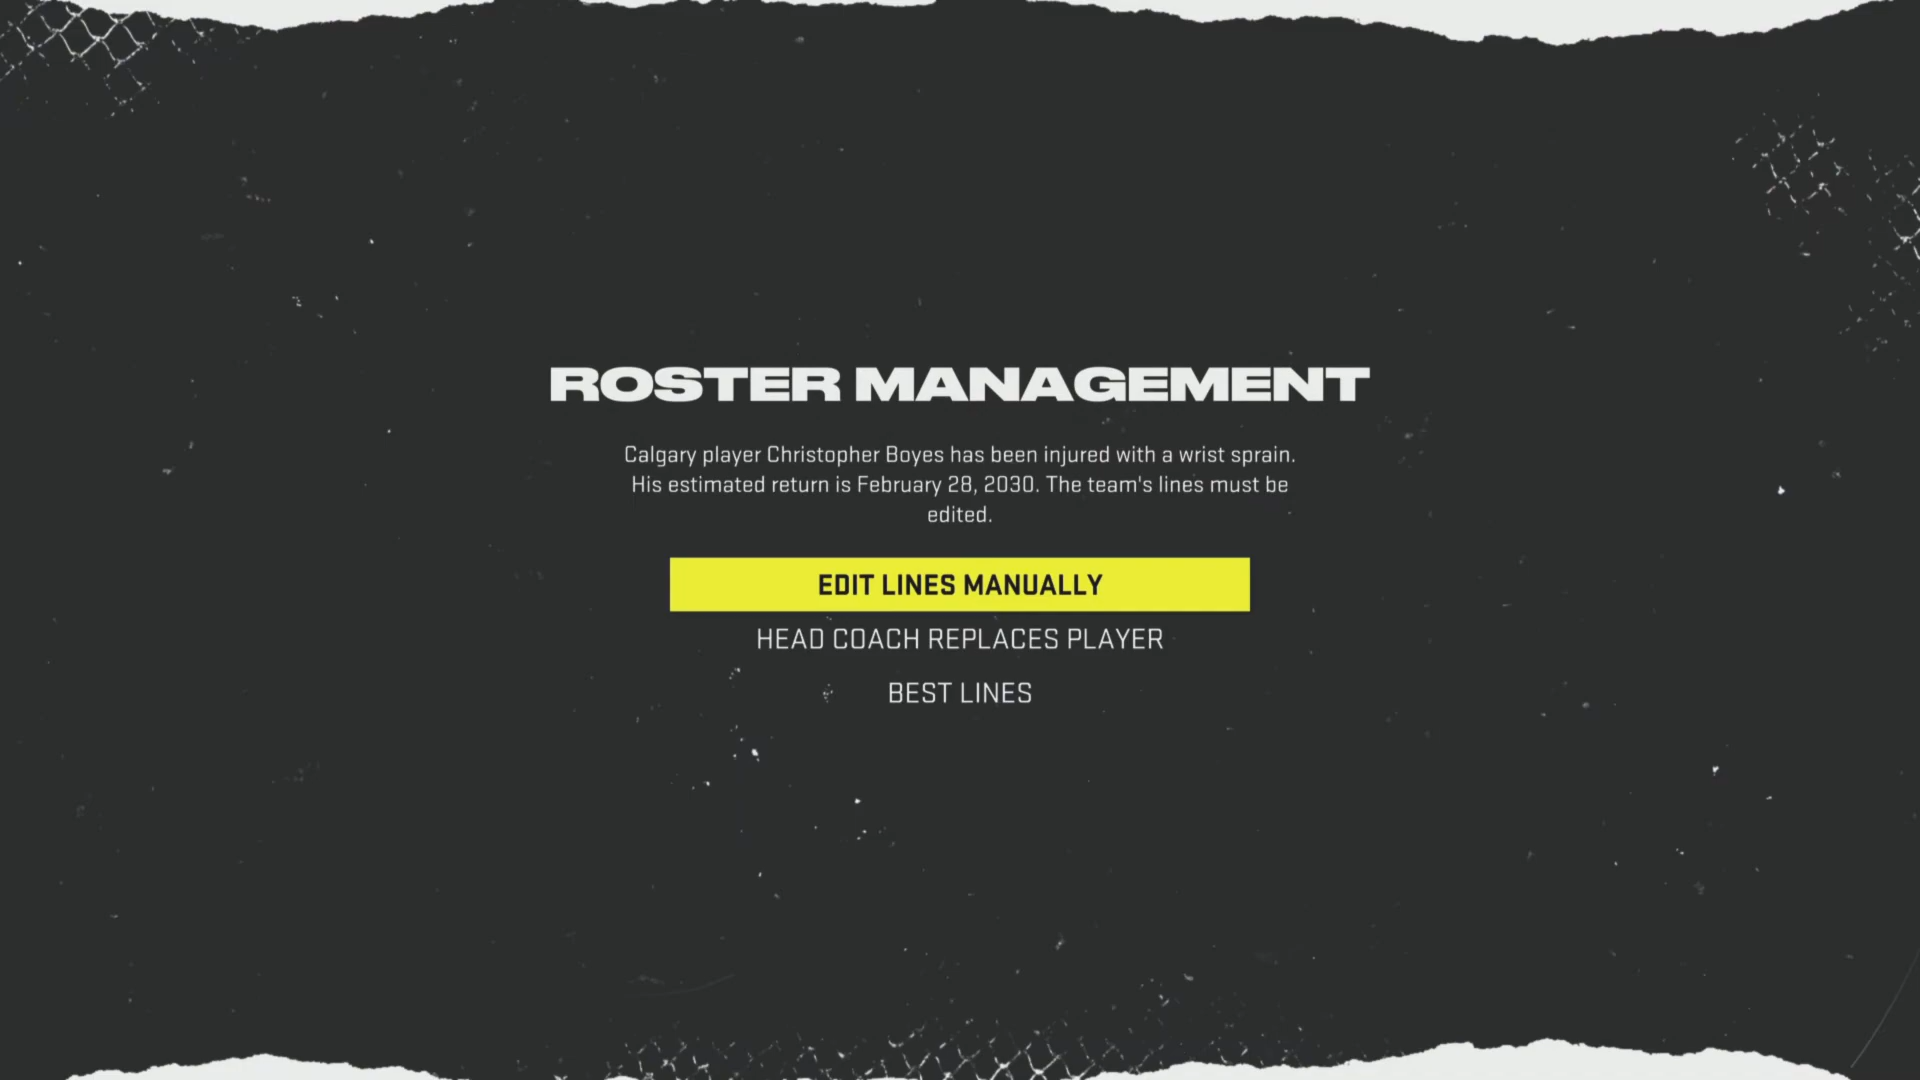 ROSTER MANAGEMENT
Calgary player Christopher Boyes has been injured with a wrist sprain.
His estimated return is February 28, 2030. The team's lines must be
edited.
EDIT LINES MANUALLY
HEAD COACH REPLACES PLAYER
BEST LINES